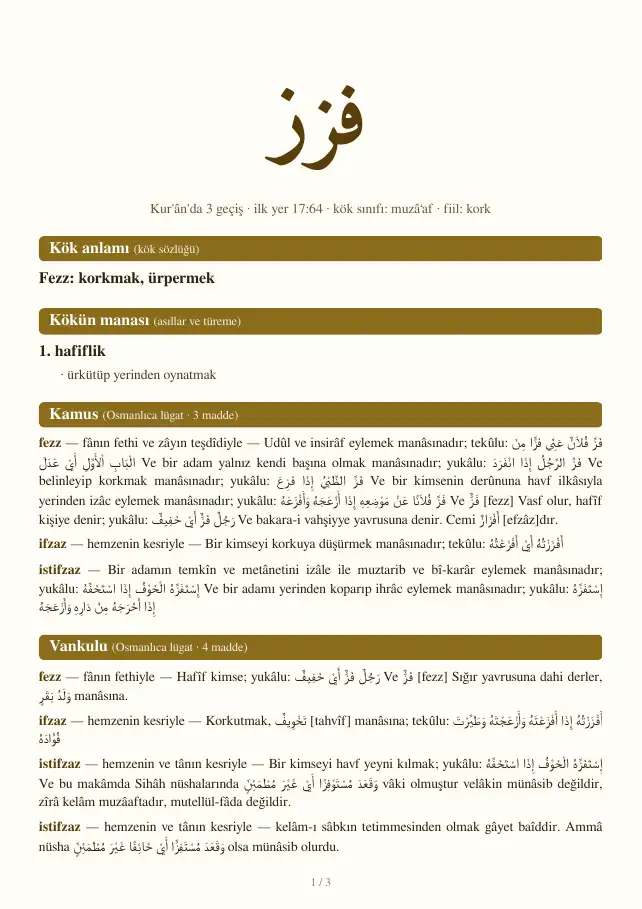 فزز
Kur'ân'da 3 geçiş · ilk yer 17:64 · kök sınıfı: muzâ'af · fiil: kork
Kök anlamı (kök sözlüğü)
Fezz: korkmak, ürpermek
Kökün manası (asıllar ve türeme)
1. hafiflik
· ürkütüp yerinden oynatmak
Kamus (Osmanlıca lügat · 3 madde)
fezz — fânın fethi ve zâyın teşdîdiyle — Udûl ve insirâf eylemek manâsınadır; tekûlu: فَزَّ فُلَانٌ عَنِّي فَزًّا مِنَ
الْبَابِ الْأَوَّلِ أَيْ عَدَلَ Ve bir adam yalnız kendi başına olmak manâsınadır; yukâlu: فَزَّ الرَّجُلُ إِذَا انْفَرَدَ Ve
belinleyip korkmak manâsınadır; yukâlu: فَزَّ الظَّبْيُ إِذَا فَزِعَ Ve bir kimsenin derûnuna havf ilkâsıyla
yerinden izâc eylemek manâsınadır; yukâlu: فَزَّ فُلَانًا عَنْ مَوْضِعِهِ إِذَا أَزْعَجَهُ وَأَفْزَعَهُ Ve فَزٌّ [fezz] Vasf olur, hafîf
kişiye denir; yukâlu: رَجُلٌ فَزٌّ أَيْ خَفِيفٌ Ve bakara-i vahşiyye yavrusuna denir. Cemi أَفْزَازٌ [efzâz]dır.
ifzaz — hemzenin kesriyle — Bir kimseyi korkuya düşürmek manâsınadır; tekûlu: أَفْزَزْتُهُ أَيْ أَفْزَعْتُهُ
istifzaz — Bir adamın temkîn ve metânetini izâle ile muztarib ve bî-karâr eylemek manâsınadır;
yukâlu: إِسْتَفَزَّهُ الْخَوْفُ إِذَا اسْتَخَفَّهُ Ve bir adamı yerinden koparıp ihrâc eylemek manâsınadır; yukâlu: إِسْتَفَزَّهُ
إِذَا أَخْرَجَهُ مِنْ دَارِهِ وَأَزْعَجَهُ
Vankulu (Osmanlıca lügat · 4 madde)
fezz — fânın fethiyle — Hafîf kimse; yukâlu: رَجُلٌ فَزٌّ أَيْ خَفِيفٌ Ve فَزٌّ [fezz] Sığır yavrusuna dahi derler,
وَلَدُ بَقَرٍ manâsına.
ifzaz — hemzenin kesriyle — Korkutmak, تَخْوِيفٌ [tahvîf] manâsına; tekûlu: أَفْزَزْتُهُ إِذَا أَفْزَعْتَهُ وَأَزْعَجْتَهُ وَطَيَّرْتَ
فُؤَادَهُ
istifzaz — hemzenin ve tânın kesriyle — Bir kimseyi havf yeyni kılmak; yukâlu: إِسْتَفَزَّهُ الْخَوْفُ إِذَا اسْتَخَفَّهُ
Ve bu makâmda Sihâh nüshalarında وَقَعَدَ مُسْتَوْفِزًا أَيْ غَيْرَ مُطْمَئِنٍّ vâki olmuştur velâkin münâsib değildir,
zîrâ kelâm muzâaftadır, mutellül-fâda değildir.
istifzaz — hemzenin ve tânın kesriyle — kelâm-ı sâbkın tetimmesinden olmak gâyet baîddir. Ammâ
nüsha وَقَعَدَ مُسْتَفِزًّا أَيْ خَائِفًا غَيْرَ مُطْمَئِنٍّ olsa münâsib olurdu.
1 / 3